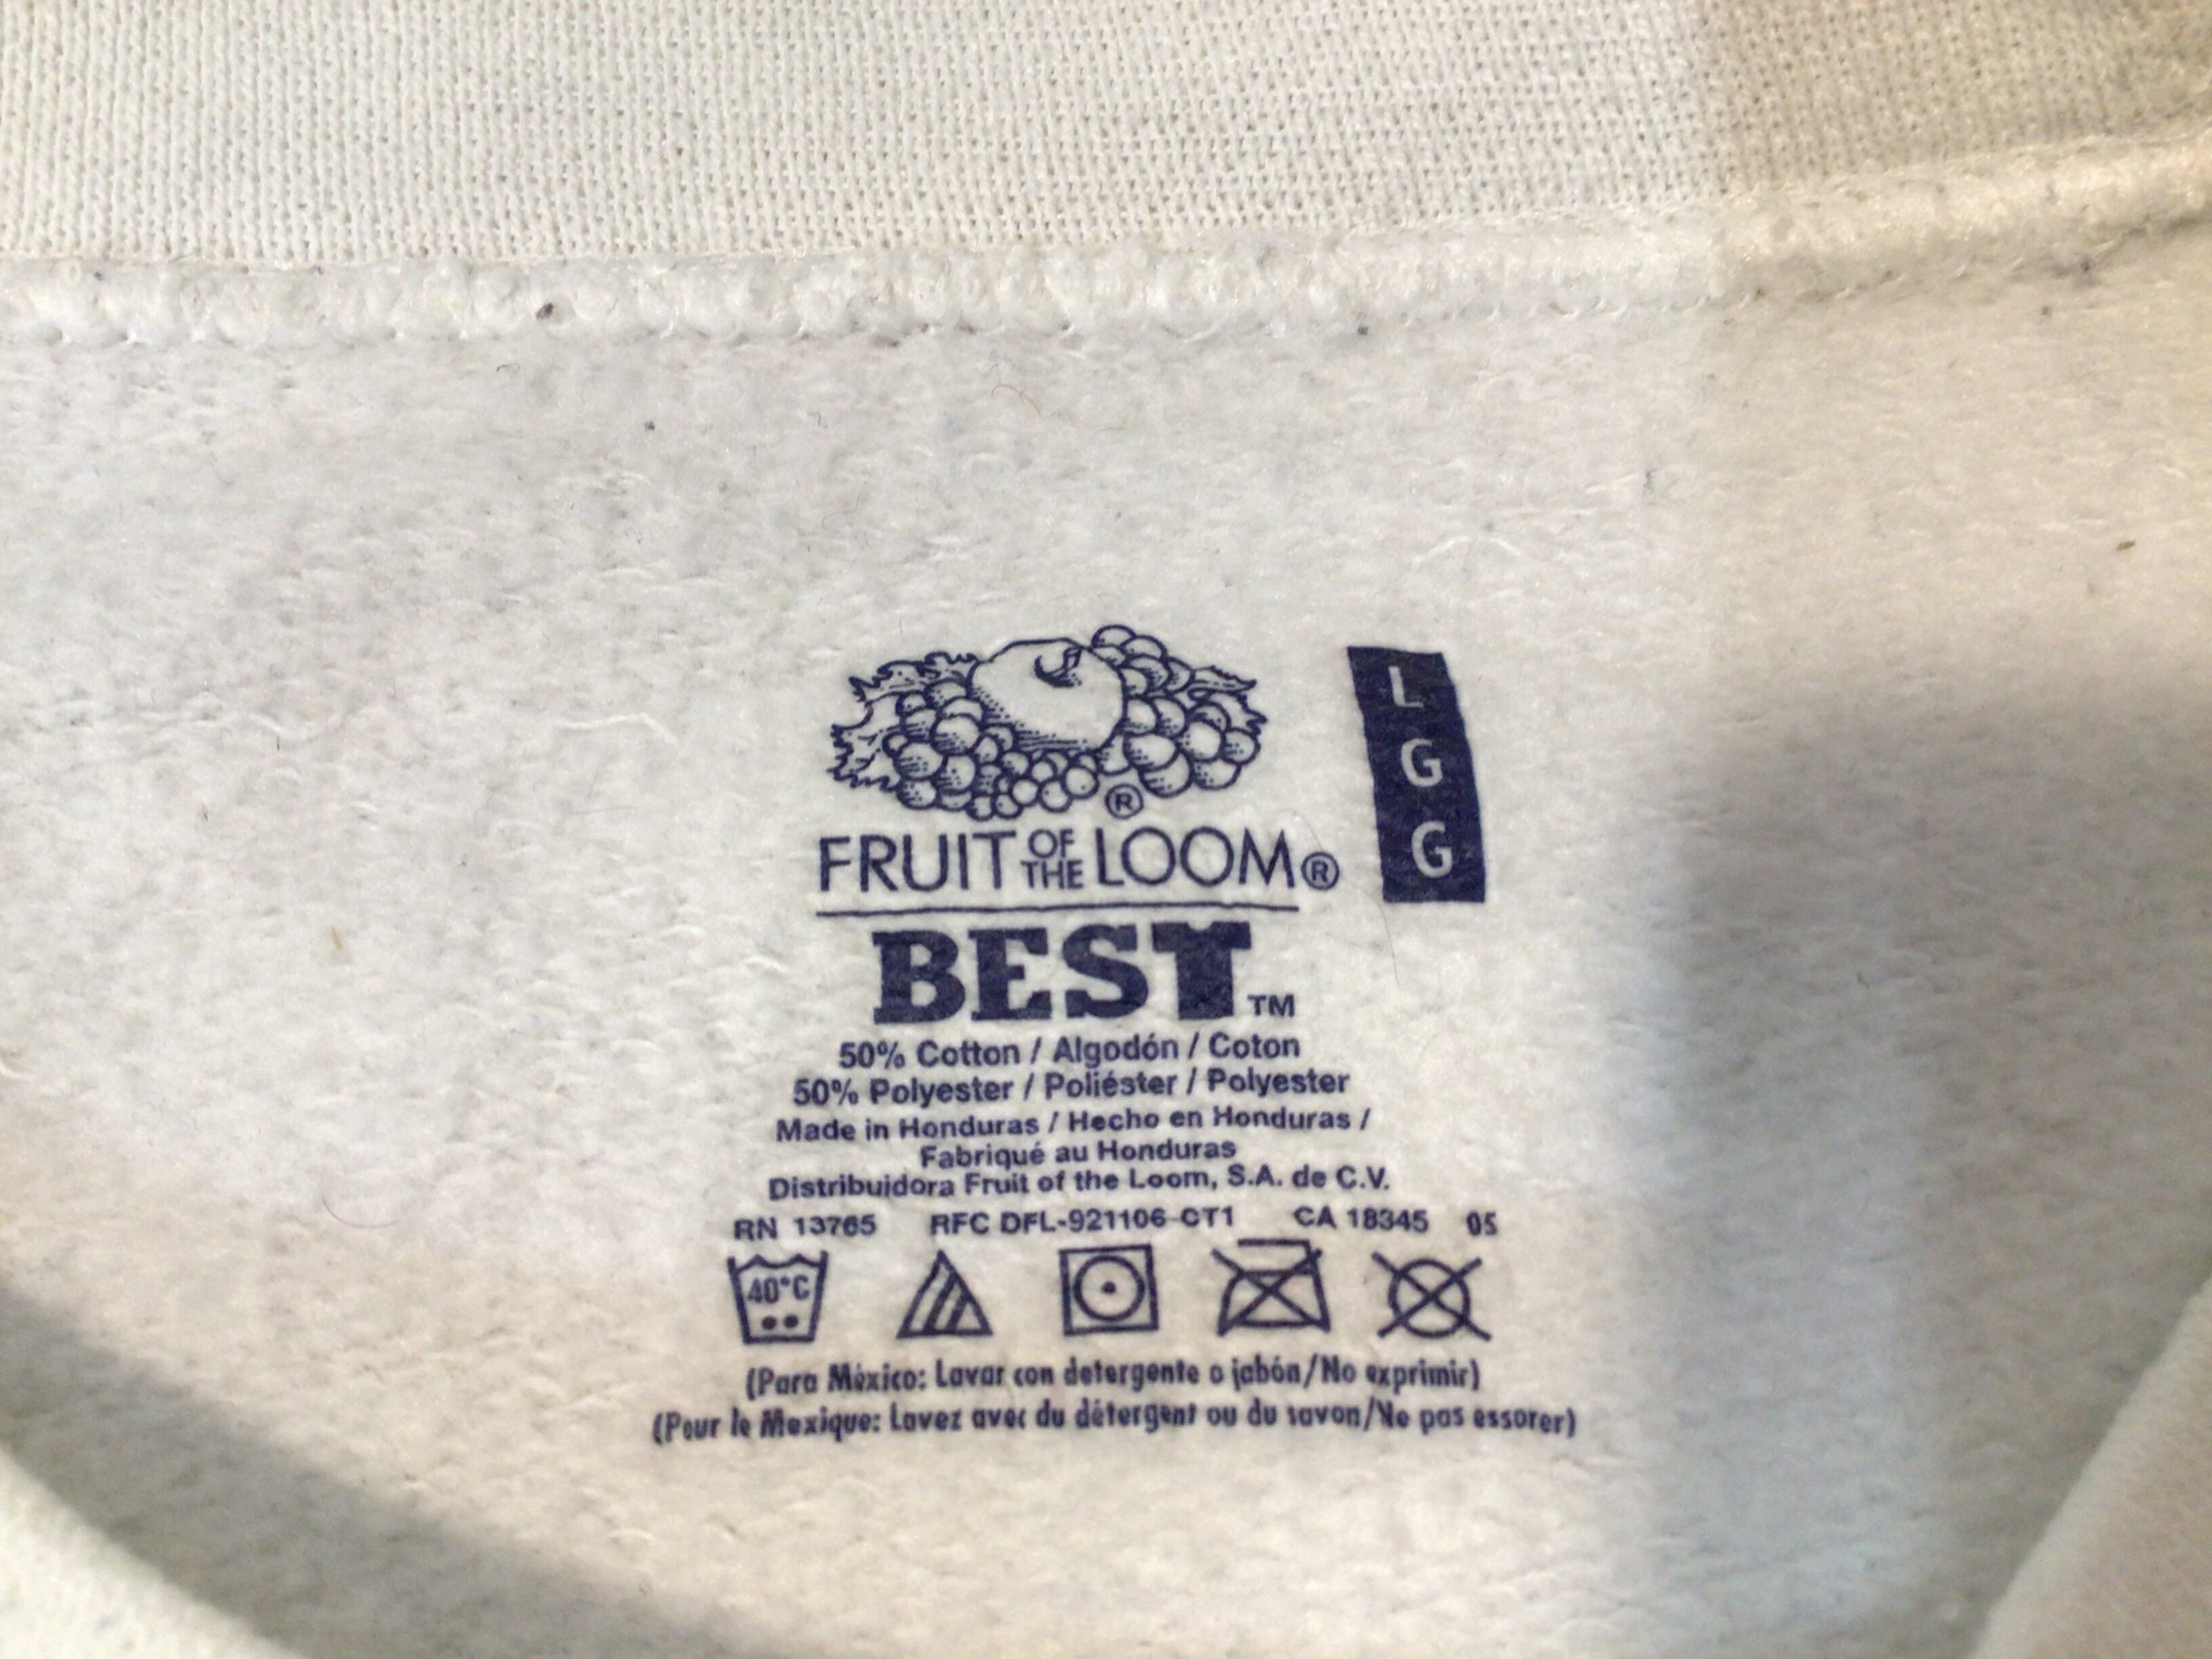 FRUIT OF THE LOOM®
L
G
G
BEST™
50% Cotton / Algodón / Coton
50% Polyester / Poliéster / Polyester
Made in Honduras / Hecho en Honduras /
Fabriqué au Honduras
Distribuidora Fruit of the Loom, S.A. de C.V.
RN 13765 RFC DFL-921106-CT1 CA 18345 05
40°C
(Para México: Lavar con detergente o jabón/No exprimir)
(Pour le Mexique: Lavez avec du détergent ou du savon/Ne pas essorer)